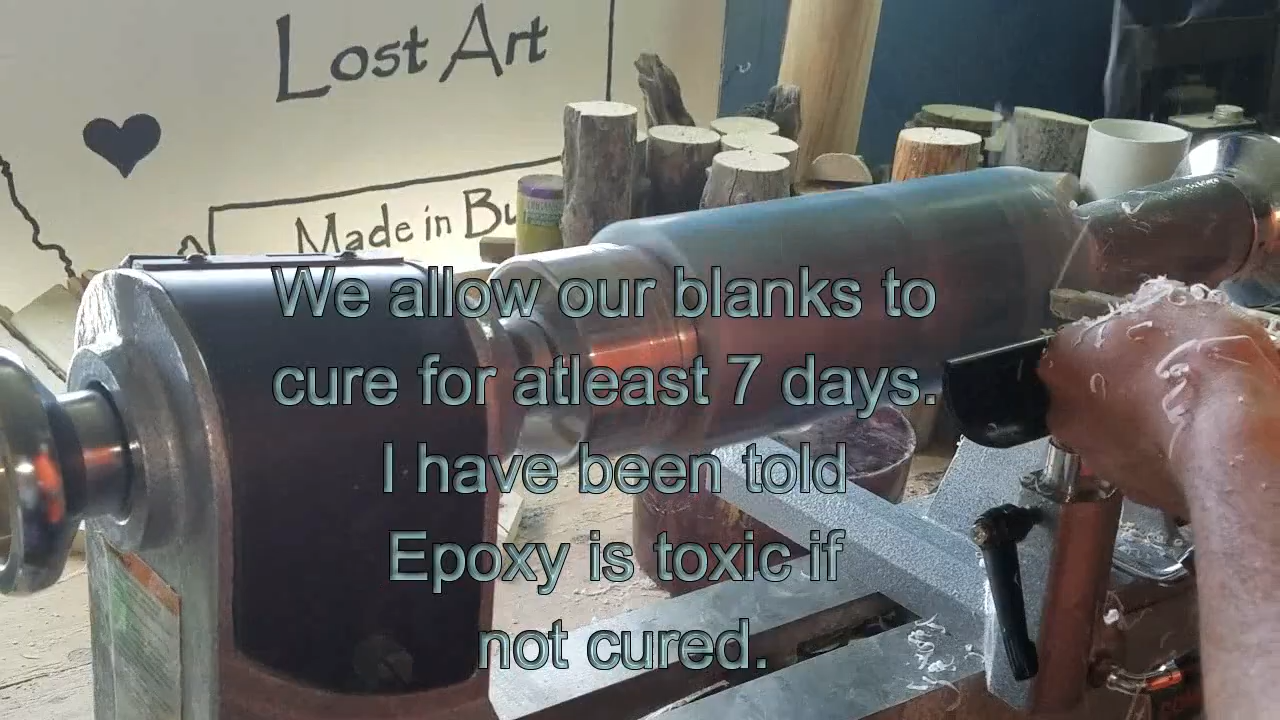 Lost Art
Made in Bu
We allow our blanks to
cure for atleast 7 days.
I have been told
Epoxy is toxic if
not cured.